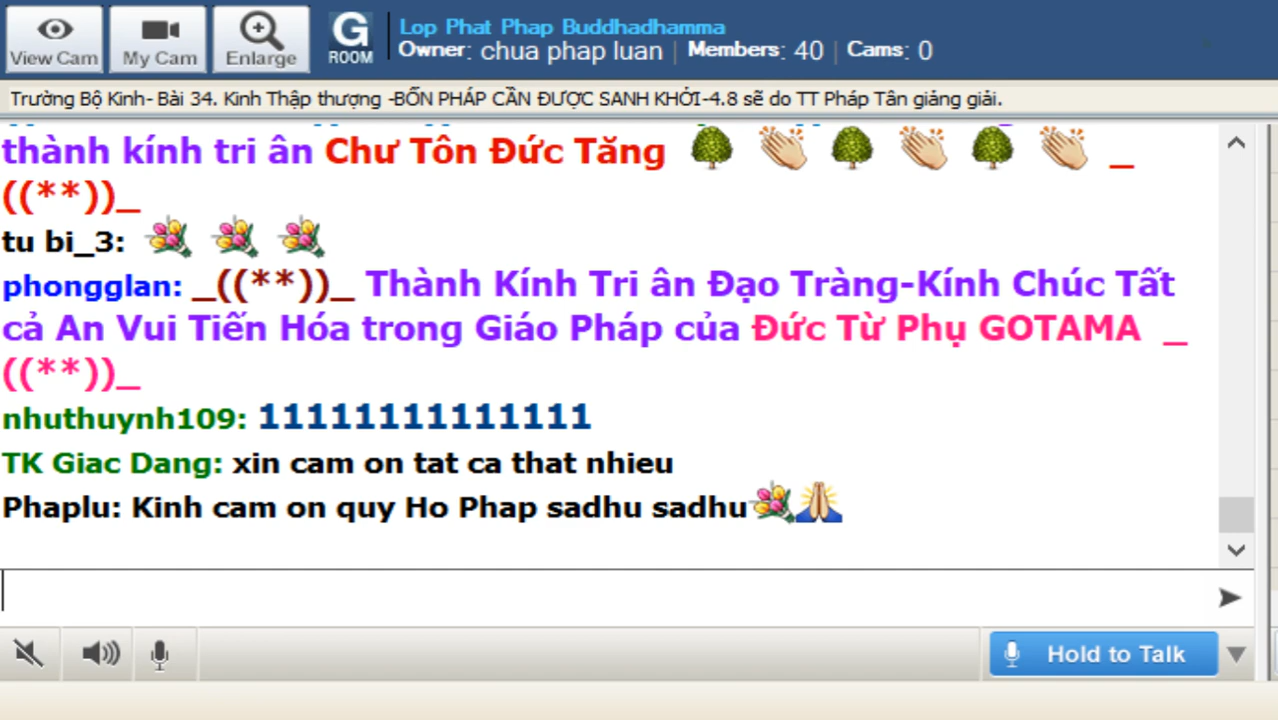 Lop Phat Phap Buddhadhamma
View Cam My Cam Enlarge G ROOM Owner: chua phap luan | Members: 40 | Cams: 0
Trường Bộ Kinh- Bài 34. Kinh Thập thượng -BỐN PHÁP CẦN ĐƯỢC SANH KHỞI-4.8 sẽ do TT Pháp Tân giảng giải.
thành kính tri ân Chư Tôn Đức Tăng _
((**))_
tu bi_3:
phongglan: _((**))_ Thành Kính Tri ân Đạo Tràng-Kính Chúc Tất
cả An Vui Tiến Hóa trong Giáo Pháp của Đức Từ Phụ GOTAMA _
((**))_
nhuthuynh109: 11111111111111
TK Giac Dang: xin cam on tat ca that nhieu
Phaplu: Kinh cam on quy Ho Phap sadhu sadhu
Hold to Talk